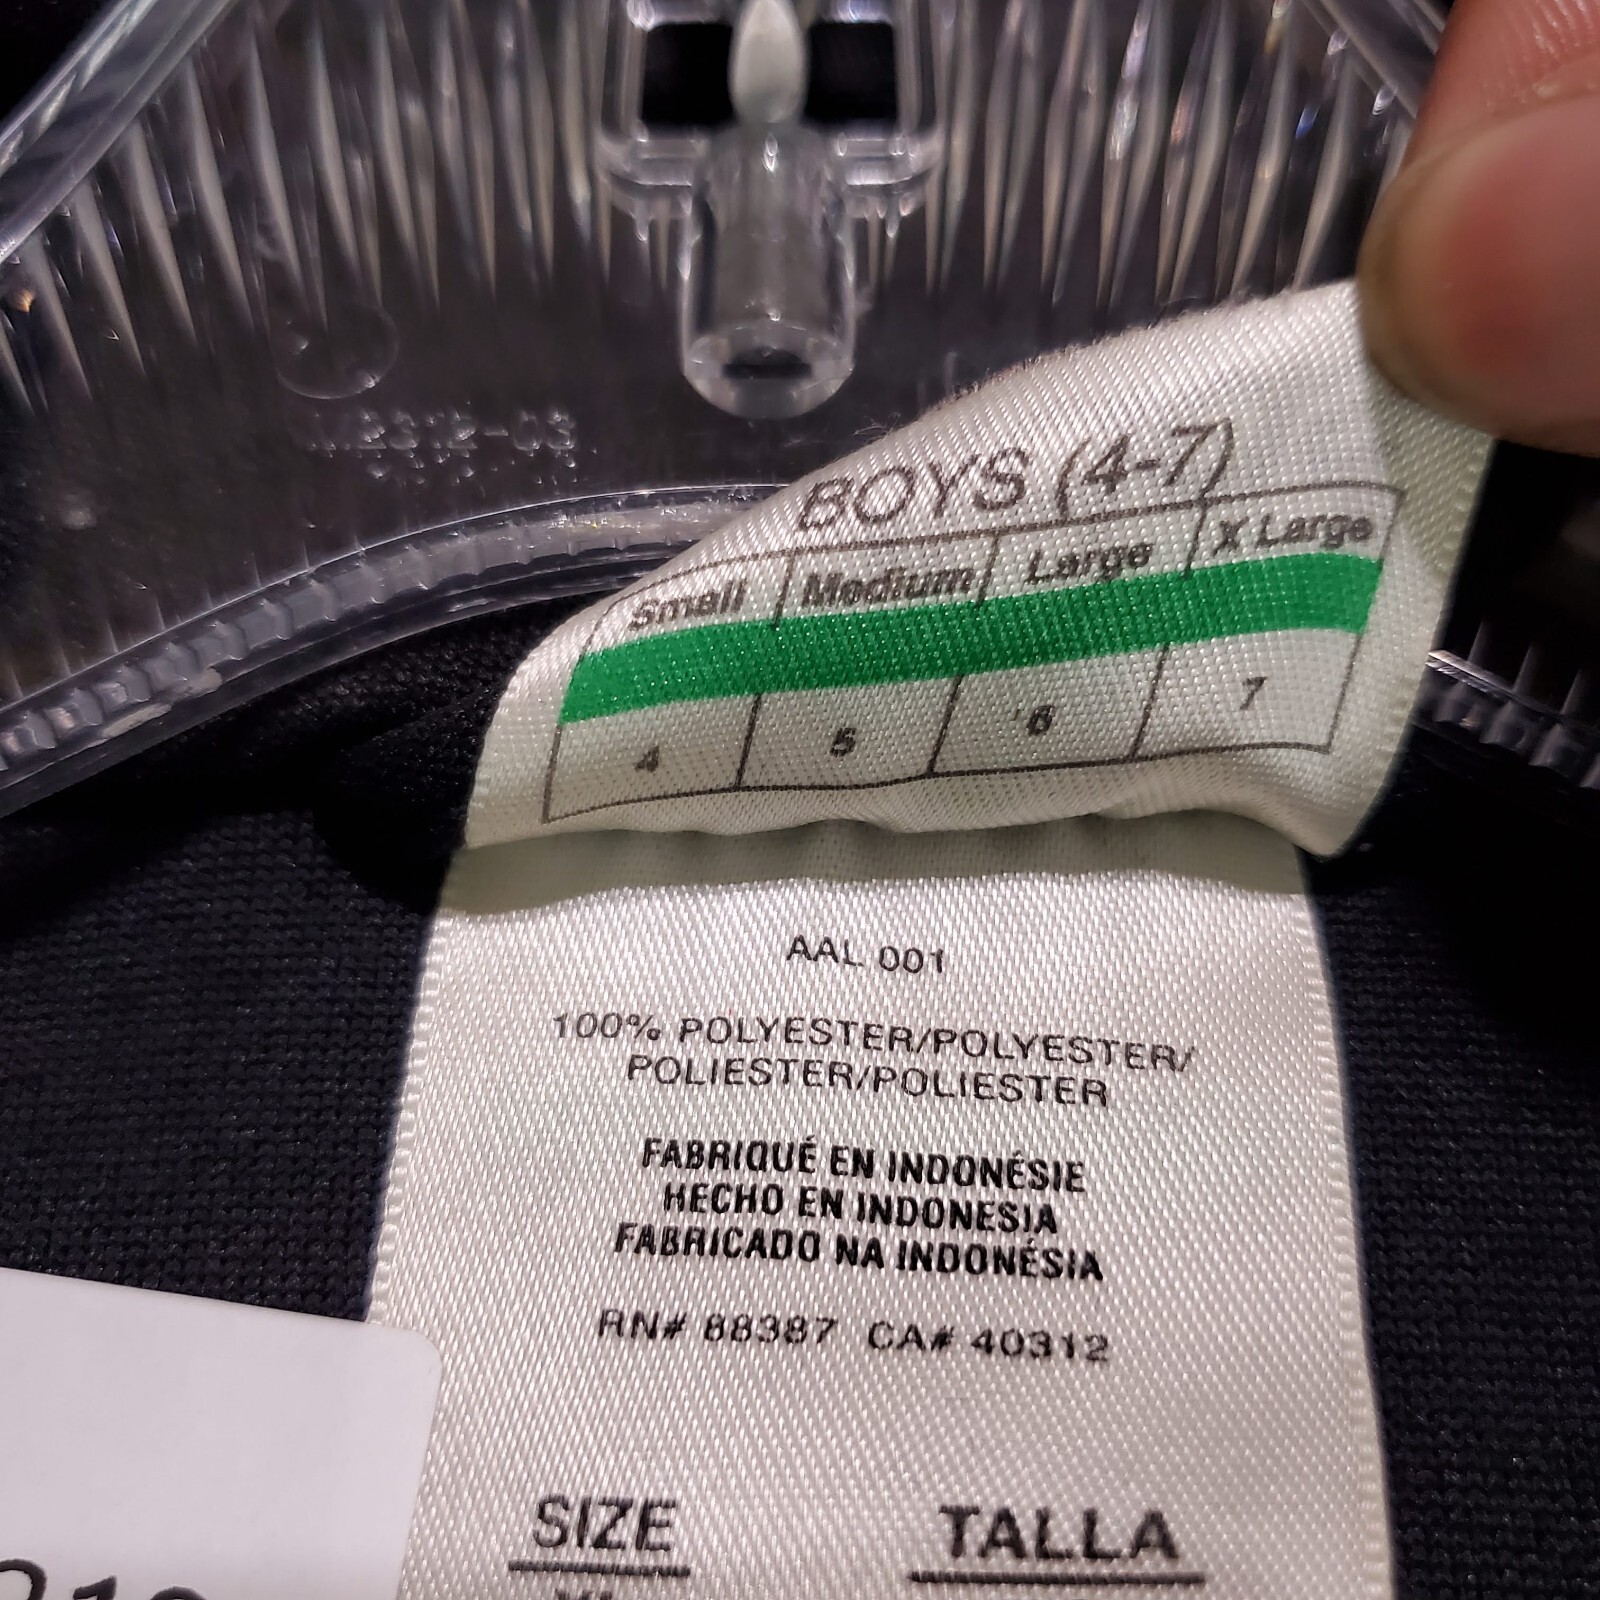 BOYS (4-7)
Small Medium Large X Large
4 5 6 7
AAL 001
100% POLYESTER/POLYESTER/
POLIESTER/POLIESTER
FABRIQUÉ EN INDONÉSIE
HECHO EN INDONESIA
FABRICADO NA INDONÉSIA
RN# 88387 CA# 40312
SIZE TALLA